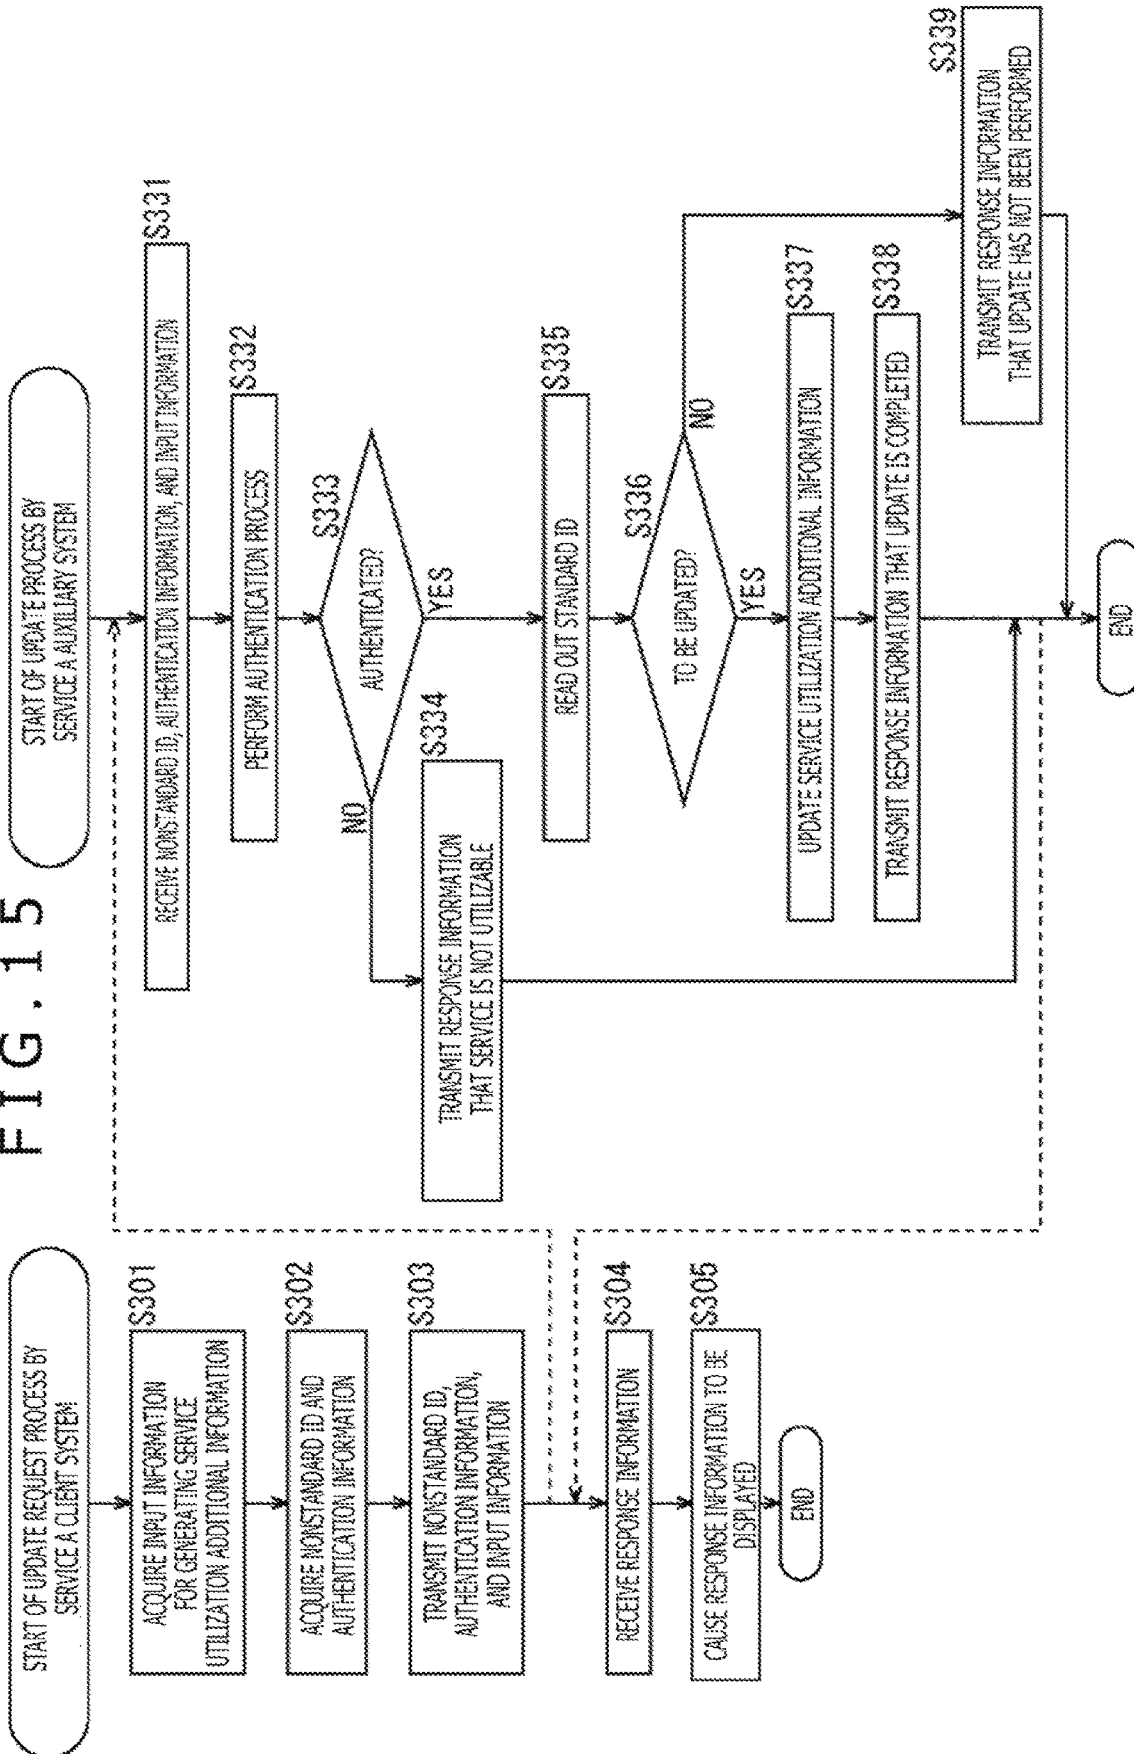 FIG.15
START OF UPDATE REQUEST PROCESS BY
SERVICE A CLIENT SYSTEM
S301
ACQUIRE INPUT INFORMATION
FOR GENERATING SERVICE
UTILIZATION ADDITIONAL INFORMATION
S302
ACQUIRE NONSTANDARD ID AND
AUTHENTICATION INFORMATION
S303
TRANSMIT NONSTANDARD ID,
AUTHENTICATION INFORMATION,
AND INPUT INFORMATION
S304
RECEIVE RESPONSE INFORMATION
S305
CAUSE RESPONSE INFORMATION TO BE
DISPLAYED
END
START OF UPDATE PROCESS BY
SERVICE A AUXILIARY SYSTEM
S331
RECEIVE NONSTANDARD ID, AUTHENTICATION INFORMATION, AND INPUT INFORMATION
S332
PERFORM AUTHENTICATION PROCESS
S333
AUTHENTICATED?
NO
YES
S334
TRANSMIT RESPONSE INFORMATION
THAT SERVICE IS NOT UTILIZABLE
S335
READ OUT STANDARD ID
S336
TO BE UPDATED?
NO
YES
S337
UPDATE SERVICE UTILIZATION ADDITIONAL INFORMATION
S338
TRANSMIT RESPONSE INFORMATION THAT UPDATE IS COMPLETED
S339
TRANSMIT RESPONSE INFORMATION
THAT UPDATE HAS NOT BEEN PERFORMED
END